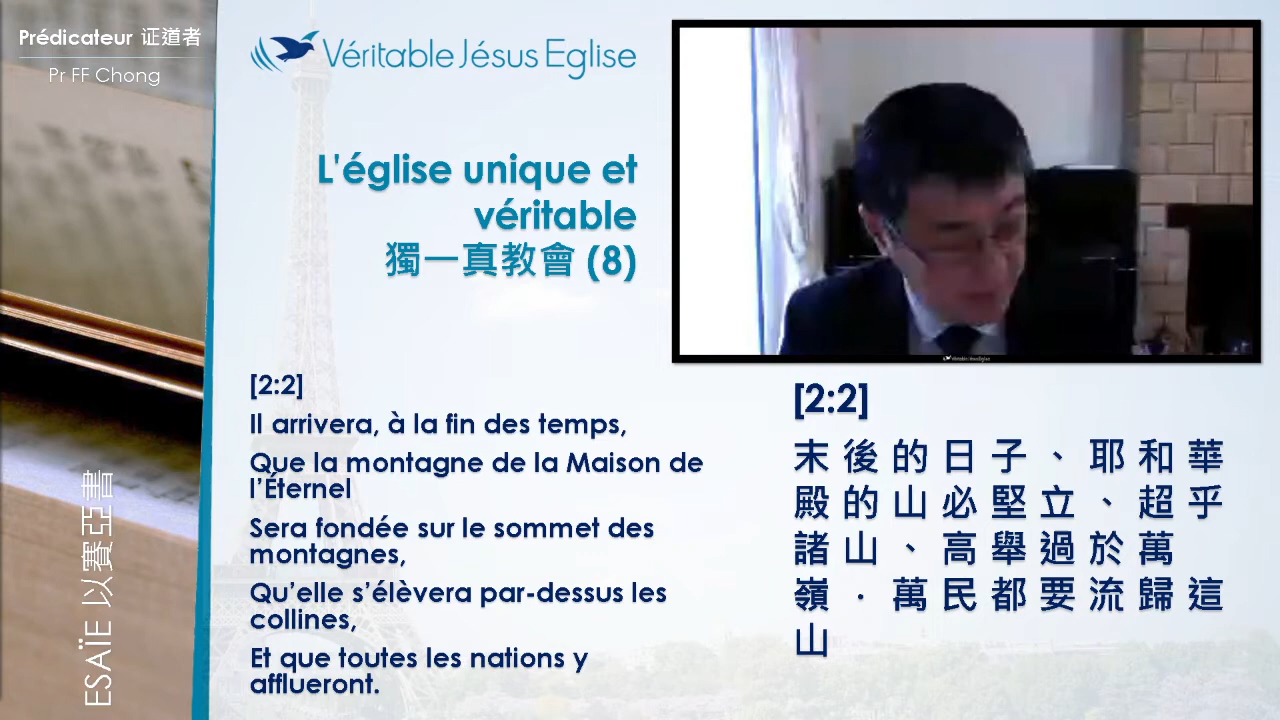 Prédicateur 证道者
Pr FF Chong
Véritable Jésus Eglise
L'église unique et
véritable
獨一真教會 (8)
[2:2]
Il arrivera, à la fin des temps,
Que la montagne de la Maison de
l’Éternel
Sera fondée sur le sommet des
montagnes,
Qu’elle s’élèvera par-dessus les
collines,
Et que toutes les nations y
afflueront.
[2:2]
末後的日子、耶和華
殿的山必堅立、超乎
諸山、高舉過於萬
嶺．萬民都要流歸這
山
ESAÏE 以賽亞書
Véritable Jésus Eglise